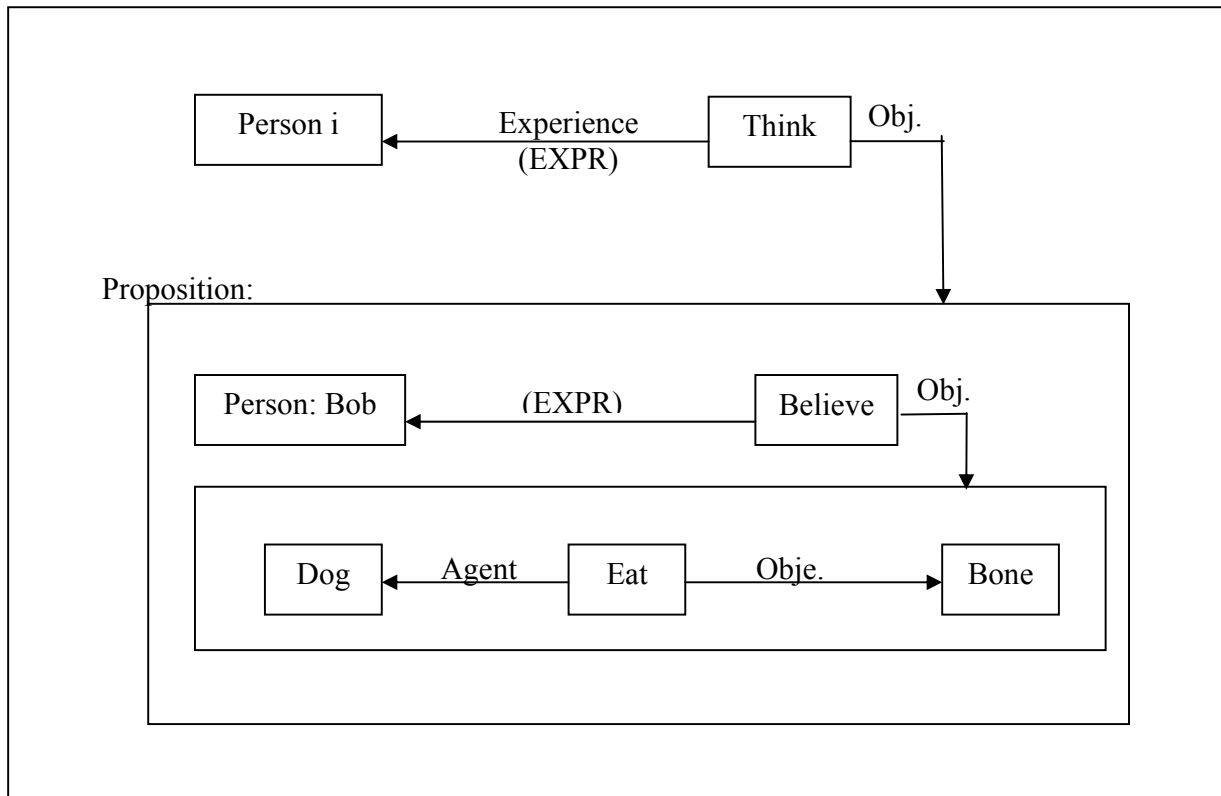 Person i
Experience
(EXPR)
Think
Obj.
Proposition:
Person: Bob
(EXPR)
Believe
Obj.
Dog
Agent
Eat
Obje.
Bone